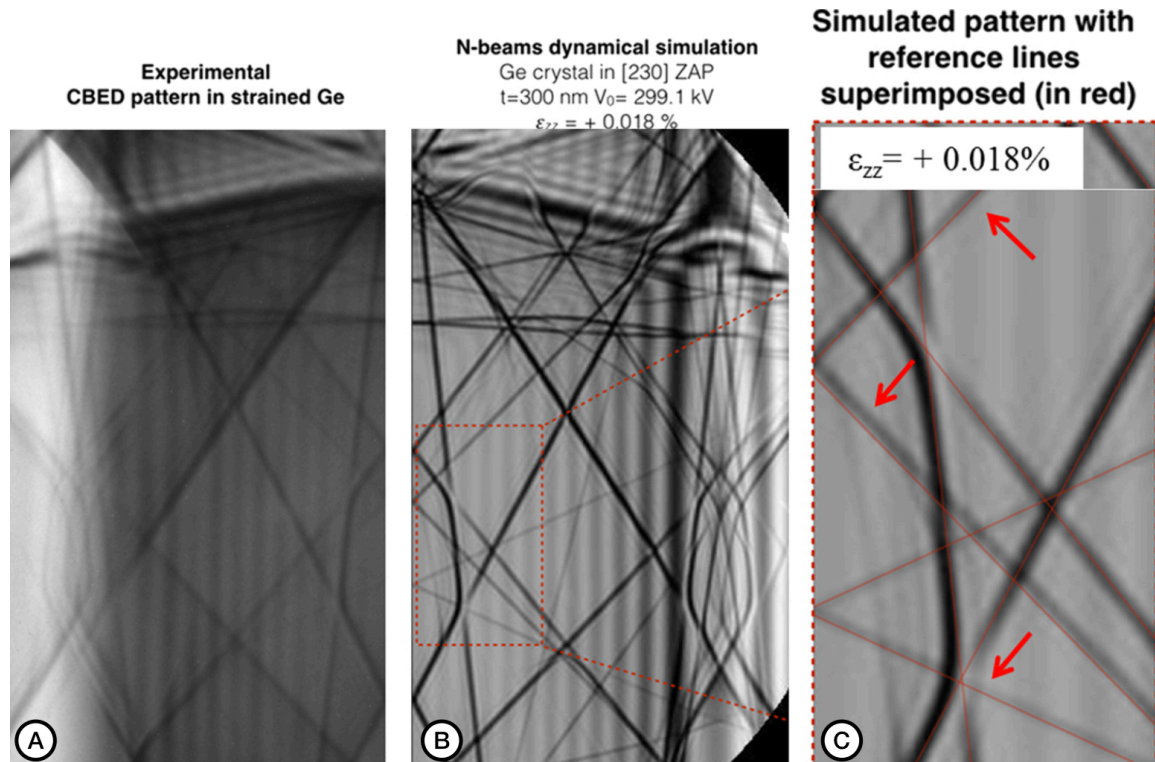 Experimental
CBED pattern in strained Ge
N-beams dynamical simulation
Ge crystal in [230] ZAP
t=300 nm V₀= 299.1 kV
εzz = + 0.018 %
Simulated pattern with
reference lines
superimposed (in red)
εzz= + 0.018%
A
B
C